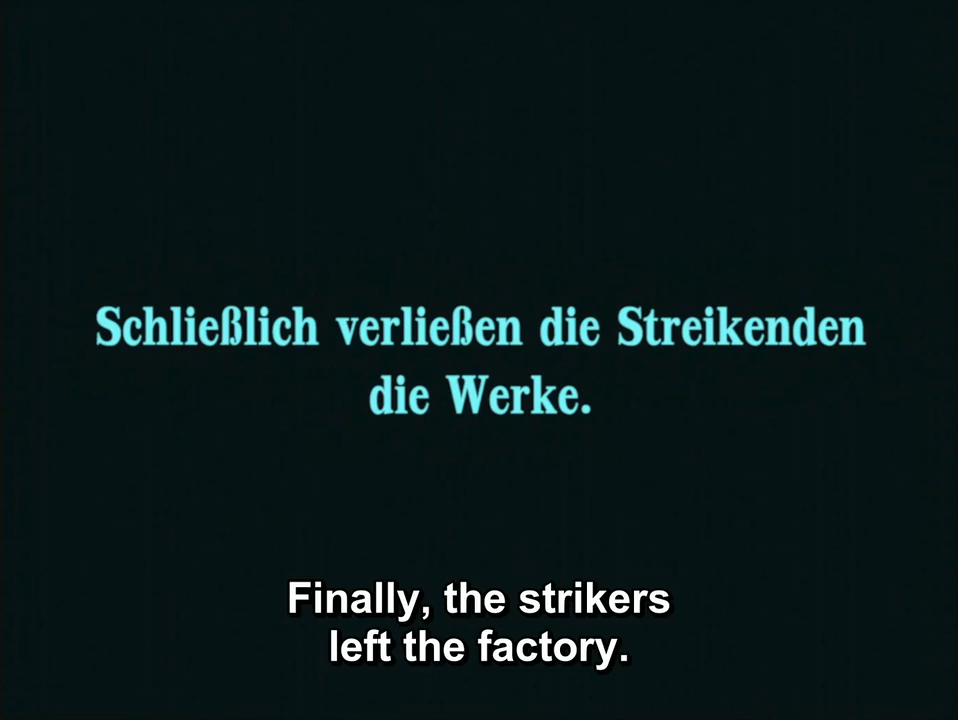 Schließlich verließen die Streikenden
die Werke.
Finally, the strikers
left the factory.